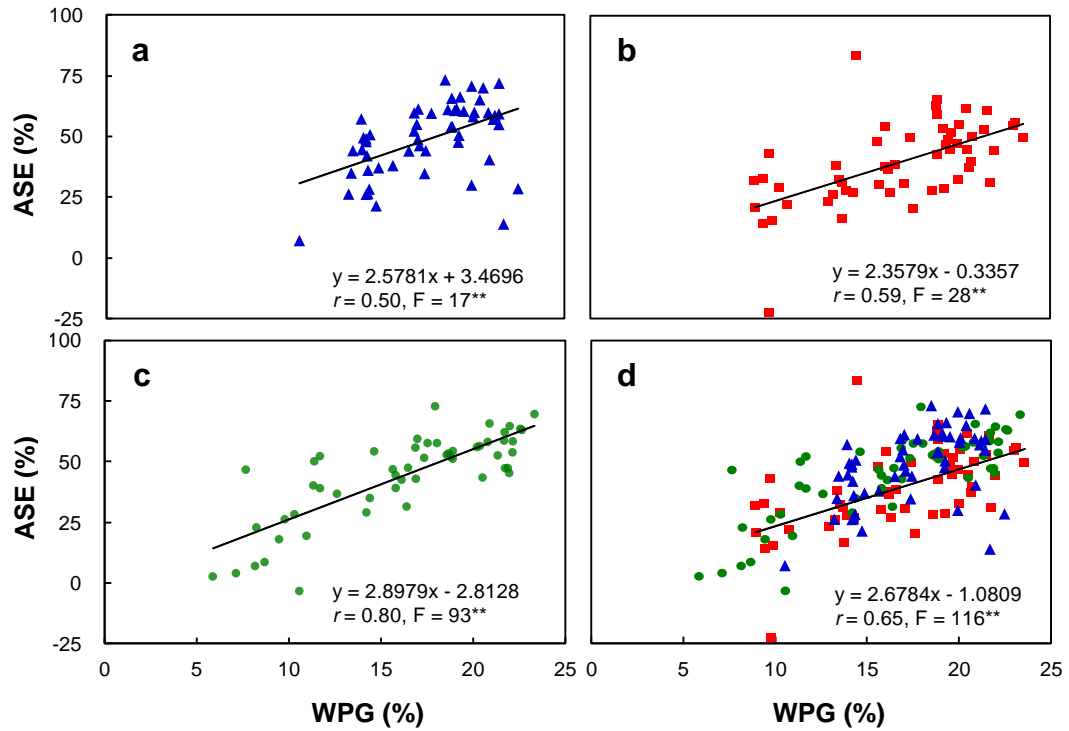 100
75
50
25
0
-25
ASE (%)
a
y = 2.5781x + 3.4696
r = 0.50, F = 17**
b
y = 2.3579x - 0.3357
r = 0.59, F = 28**
100
75
50
25
0
-25
ASE (%)
c
y = 2.8979x - 2.8128
r = 0.80, F = 93**
d
y = 2.6784x - 1.0809
r = 0.65, F = 116**
0 5 10 15 20 25
0 5 10 15 20 25
WPG (%)
WPG (%)